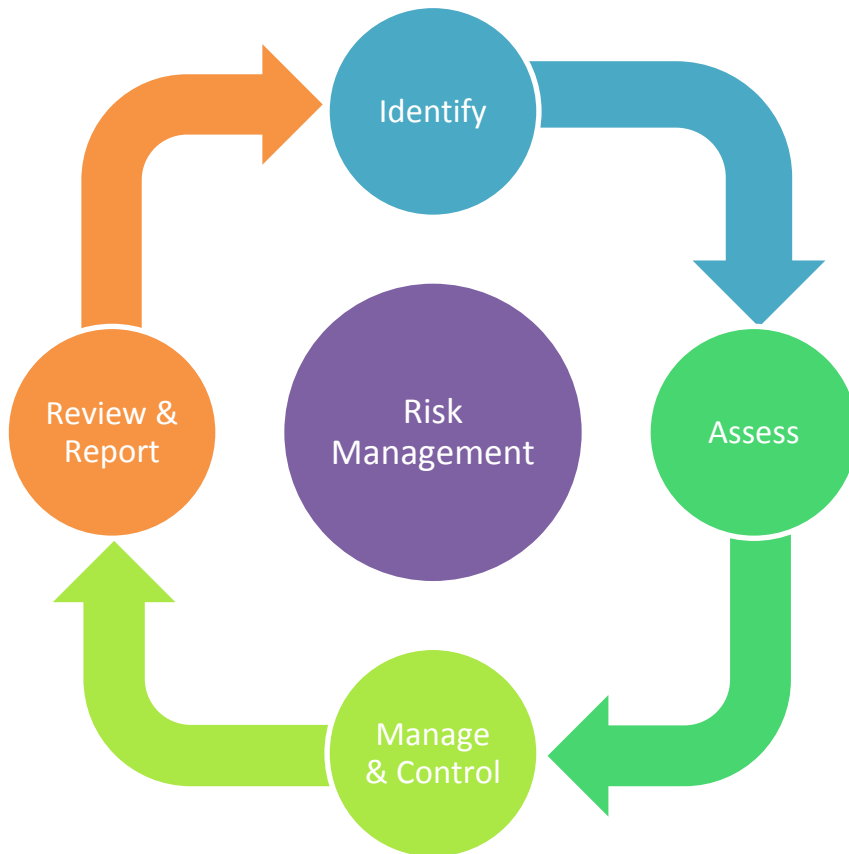 Identify
Review &
Report
Risk
Management
Assess
Manage
& Control